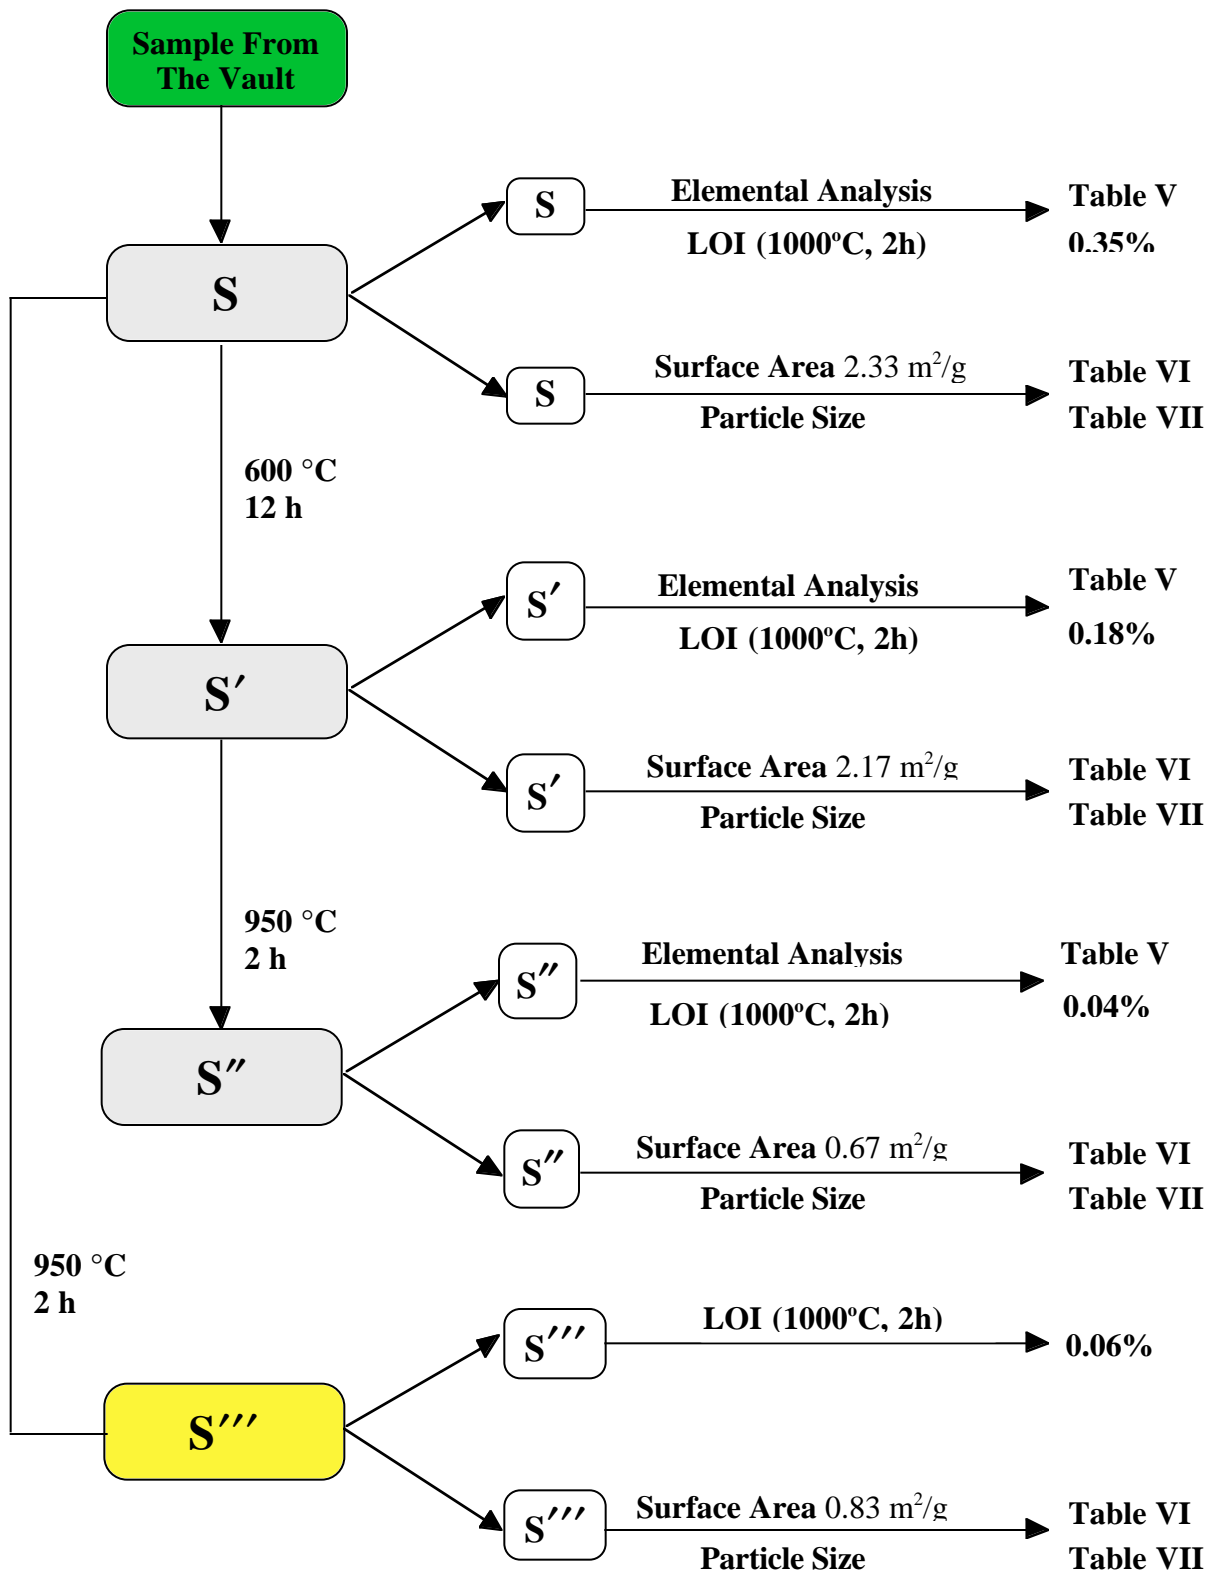 Sample From
The Vault
S
S
Elemental Analysis
LOI (1000ºC, 2h)
Table V
0.35%
S
Surface Area 2.33 m²/g
Particle Size
Table VI
Table VII
600 °C
12 h
S′
S′
Elemental Analysis
LOI (1000ºC, 2h)
Table V
0.18%
S′
Surface Area 2.17 m²/g
Particle Size
Table VI
Table VII
950 °C
2 h
S″
S″
Elemental Analysis
LOI (1000ºC, 2h)
Table V
0.04%
S″
Surface Area 0.67 m²/g
Particle Size
Table VI
Table VII
950 °C
2 h
S‴
S‴
LOI (1000ºC, 2h)
0.06%
S‴
Surface Area 0.83 m²/g
Particle Size
Table VI
Table VII